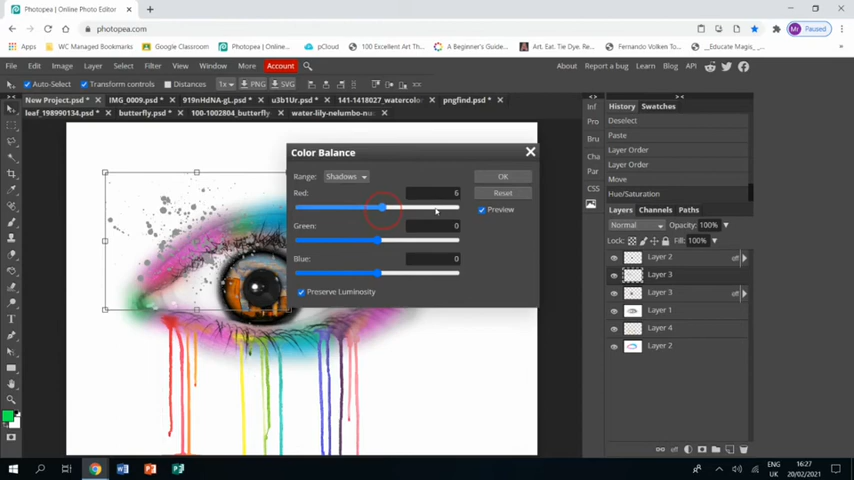 Photopea | Online Photo Editor
photopea.com
Paused
Apps
WC Managed Bookmarks
Google Classroom
Photopea | Online...
pCloud
100 Excellent Art Th...
A Beginner's Guide...
Art. Eat. Tie Dye. Re...
Fernando Volken To...
__Educate Magis_...
File Edit Image Layer Select Filter View Window More Account
About Report a bug Learn Blog API
Auto-Select Transform controls Distances 1x PNG SVG
New Project.psd * IMG_0009.psd * 919nHdNA-gL.psd * u3b1Ur.psd * 141-1418027_watercolor pngfind.psd *
leaf_198990134.psd * butterfly.psd * 100-1002804_butterfly water-lily-nelumbo-nu
Inf
Pro
Bru
Cha
Par
CSS
History Swatches
Deselect
Paste
Layer Order
Layer Order
Move
Hue/Saturation
Layers Channels Paths
Normal Opacity: 100%
Lock: Fill: 100%
Layer 2 eff
Layer 3
Layer 3 eff
Layer 1
Layer 4
Layer 2
Color Balance
Range: Shadows OK
Red: 6 Reset
Preview
Green: 0
Blue: 0
Preserve Luminosity
eff
ENG
16:27
20/02/2021